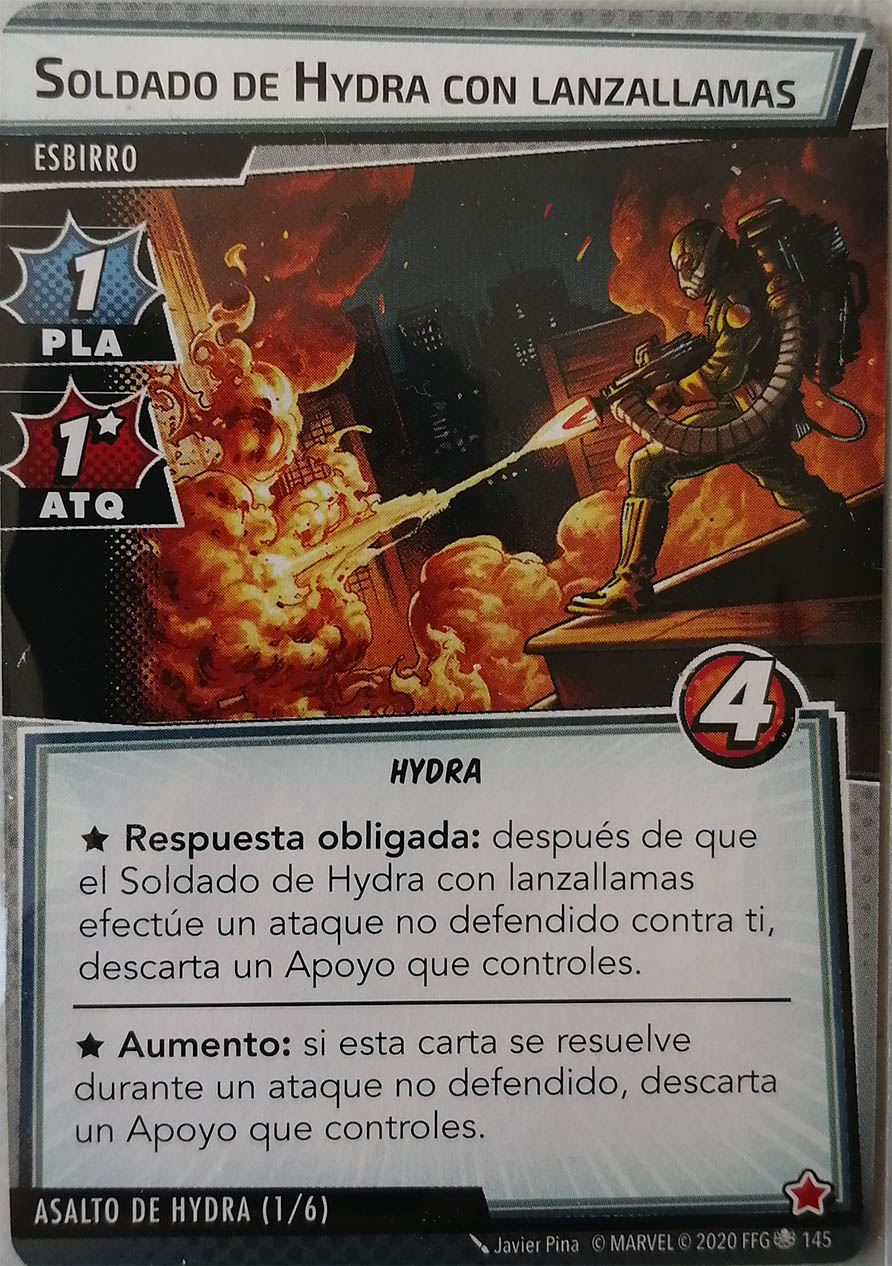 SOLDADO DE HYDRA CON LANZALLAMAS
ESBIRRO
1
PLA
1
ATQ
4
HYDRA
★ Respuesta obligada: después de que
el Soldado de Hydra con lanzallamas
efectúe un ataque no defendido contra ti,
descarta un Apoyo que controles.
★ Aumento: si esta carta se resuelve
durante un ataque no defendido, descarta
un Apoyo que controles.
ASALTO DE HYDRA (1/6)
Javier Pina © MARVEL © 2020 FFG 145